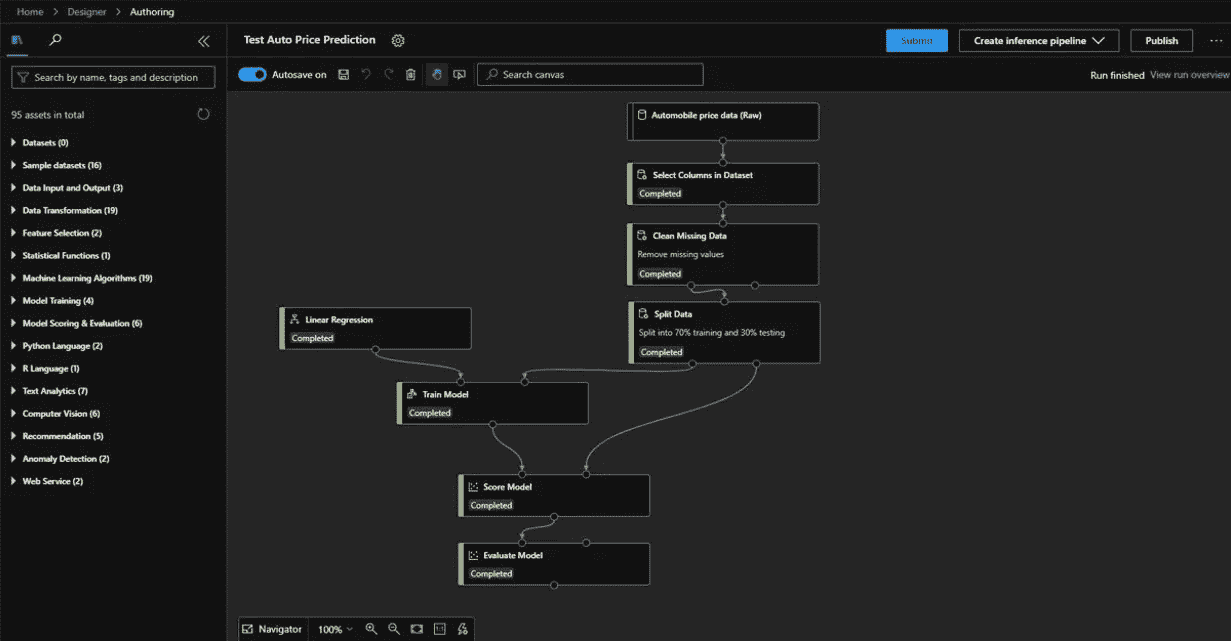 Home > Designer > Authoring
Test Auto Price Prediction
Submit
Create inference pipeline
Publish
Search by name, tags and description
Autosave on
Search canvas
Run finished View run overview
95 assets in total
Datasets (0)
Sample datasets (16)
Data Input and Output (3)
Data Transformation (19)
Feature Selection (2)
Statistical Functions (1)
Machine Learning Algorithms (19)
Model Training (4)
Model Scoring & Evaluation (6)
Python Language (2)
R Language (1)
Text Analytics (7)
Computer Vision (6)
Recommendation (5)
Anomaly Detection (2)
Web Service (2)
Automobile price data (Raw)
Select Columns in Dataset
Completed
Clean Missing Data
Remove missing values
Completed
Split Data
Split into 70% training and 30% testing
Completed
Linear Regression
Completed
Train Model
Completed
Score Model
Completed
Evaluate Model
Completed
Navigator
100%
1:1